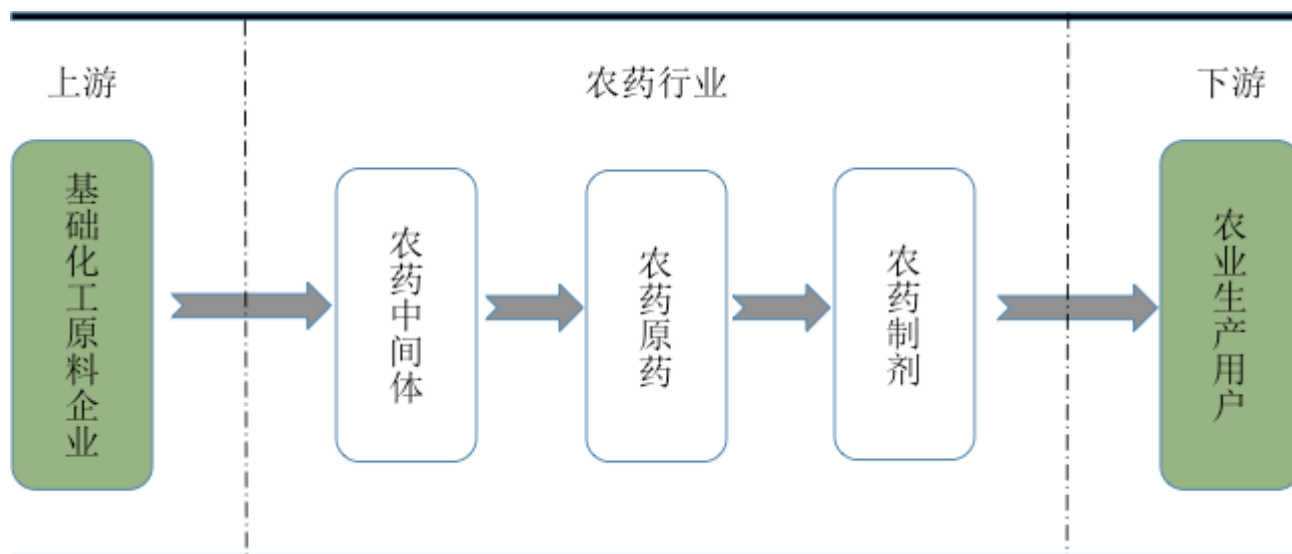 上游
农药行业
下游
基础化工原料企业
农药中间体
农药原药
农药制剂
农业生产用户